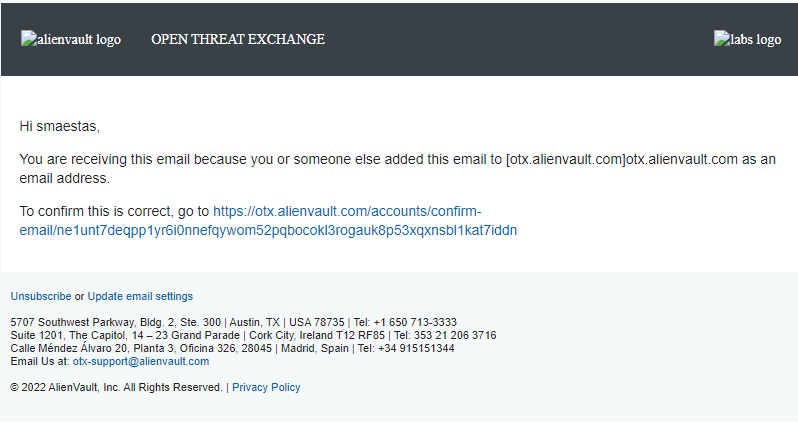 alienvault logo OPEN THREAT EXCHANGE labs logo
Hi smaestas,
You are receiving this email because you or someone else added this email to [otx.alienvault.com]otx.alienvault.com as an
email address.
To confirm this is correct, go to https://otx.alienvault.com/accounts/confirm-
email/ne1unt7deqpp1yr6i0nnefqywom52pqbocokl3rogauk8p53xqxnsbl1kat7iddn
Unsubscribe or Update email settings
5707 Southwest Parkway, Bldg. 2, Ste. 300 | Austin, TX | USA 78735 | Tel: +1 650 713-3333
Suite 1201, The Capitol, 14 – 23 Grand Parade | Cork City, Ireland T12 RF85 | Tel: 353 21 206 3716
Calle Méndez Álvaro 20, Planta 3, Oficina 326, 28045 | Madrid, Spain | Tel: +34 915151344
Email Us at: otx-support@alienvault.com
© 2022 AlienVault, Inc. All Rights Reserved. | Privacy Policy